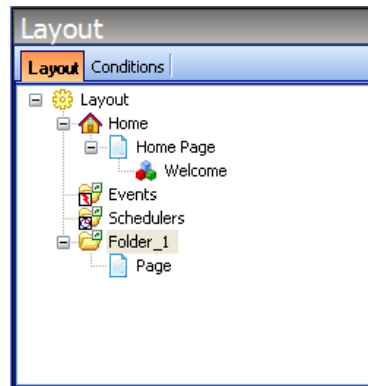 Layout
Layout Conditions
Layout
Home
Home Page
Welcome
Events
Schedulers
Folder_1
Page